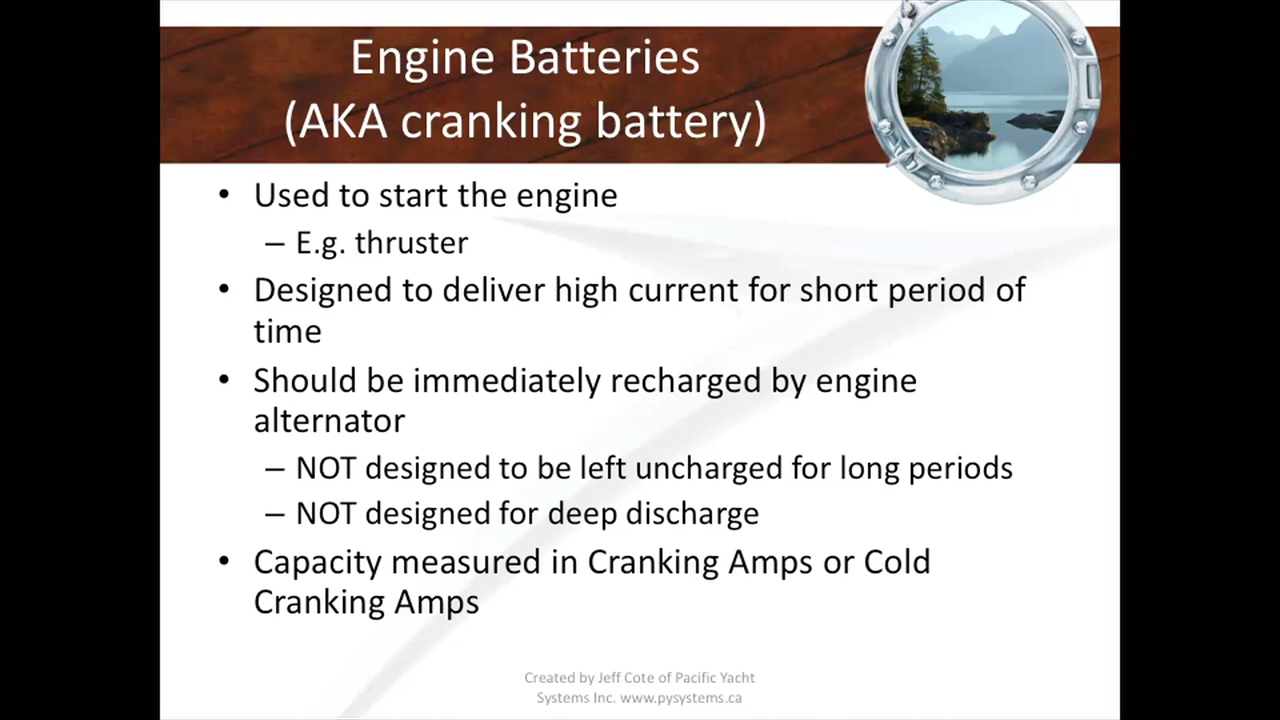 Engine Batteries
(AKA cranking battery)
• Used to start the engine
– E.g. thruster
• Designed to deliver high current for short period of
time
• Should be immediately recharged by engine
alternator
– NOT designed to be left uncharged for long periods
– NOT designed for deep discharge
• Capacity measured in Cranking Amps or Cold
Cranking Amps
Created by Jeff Cote of Pacific Yacht
Systems Inc. www.pysystems.ca